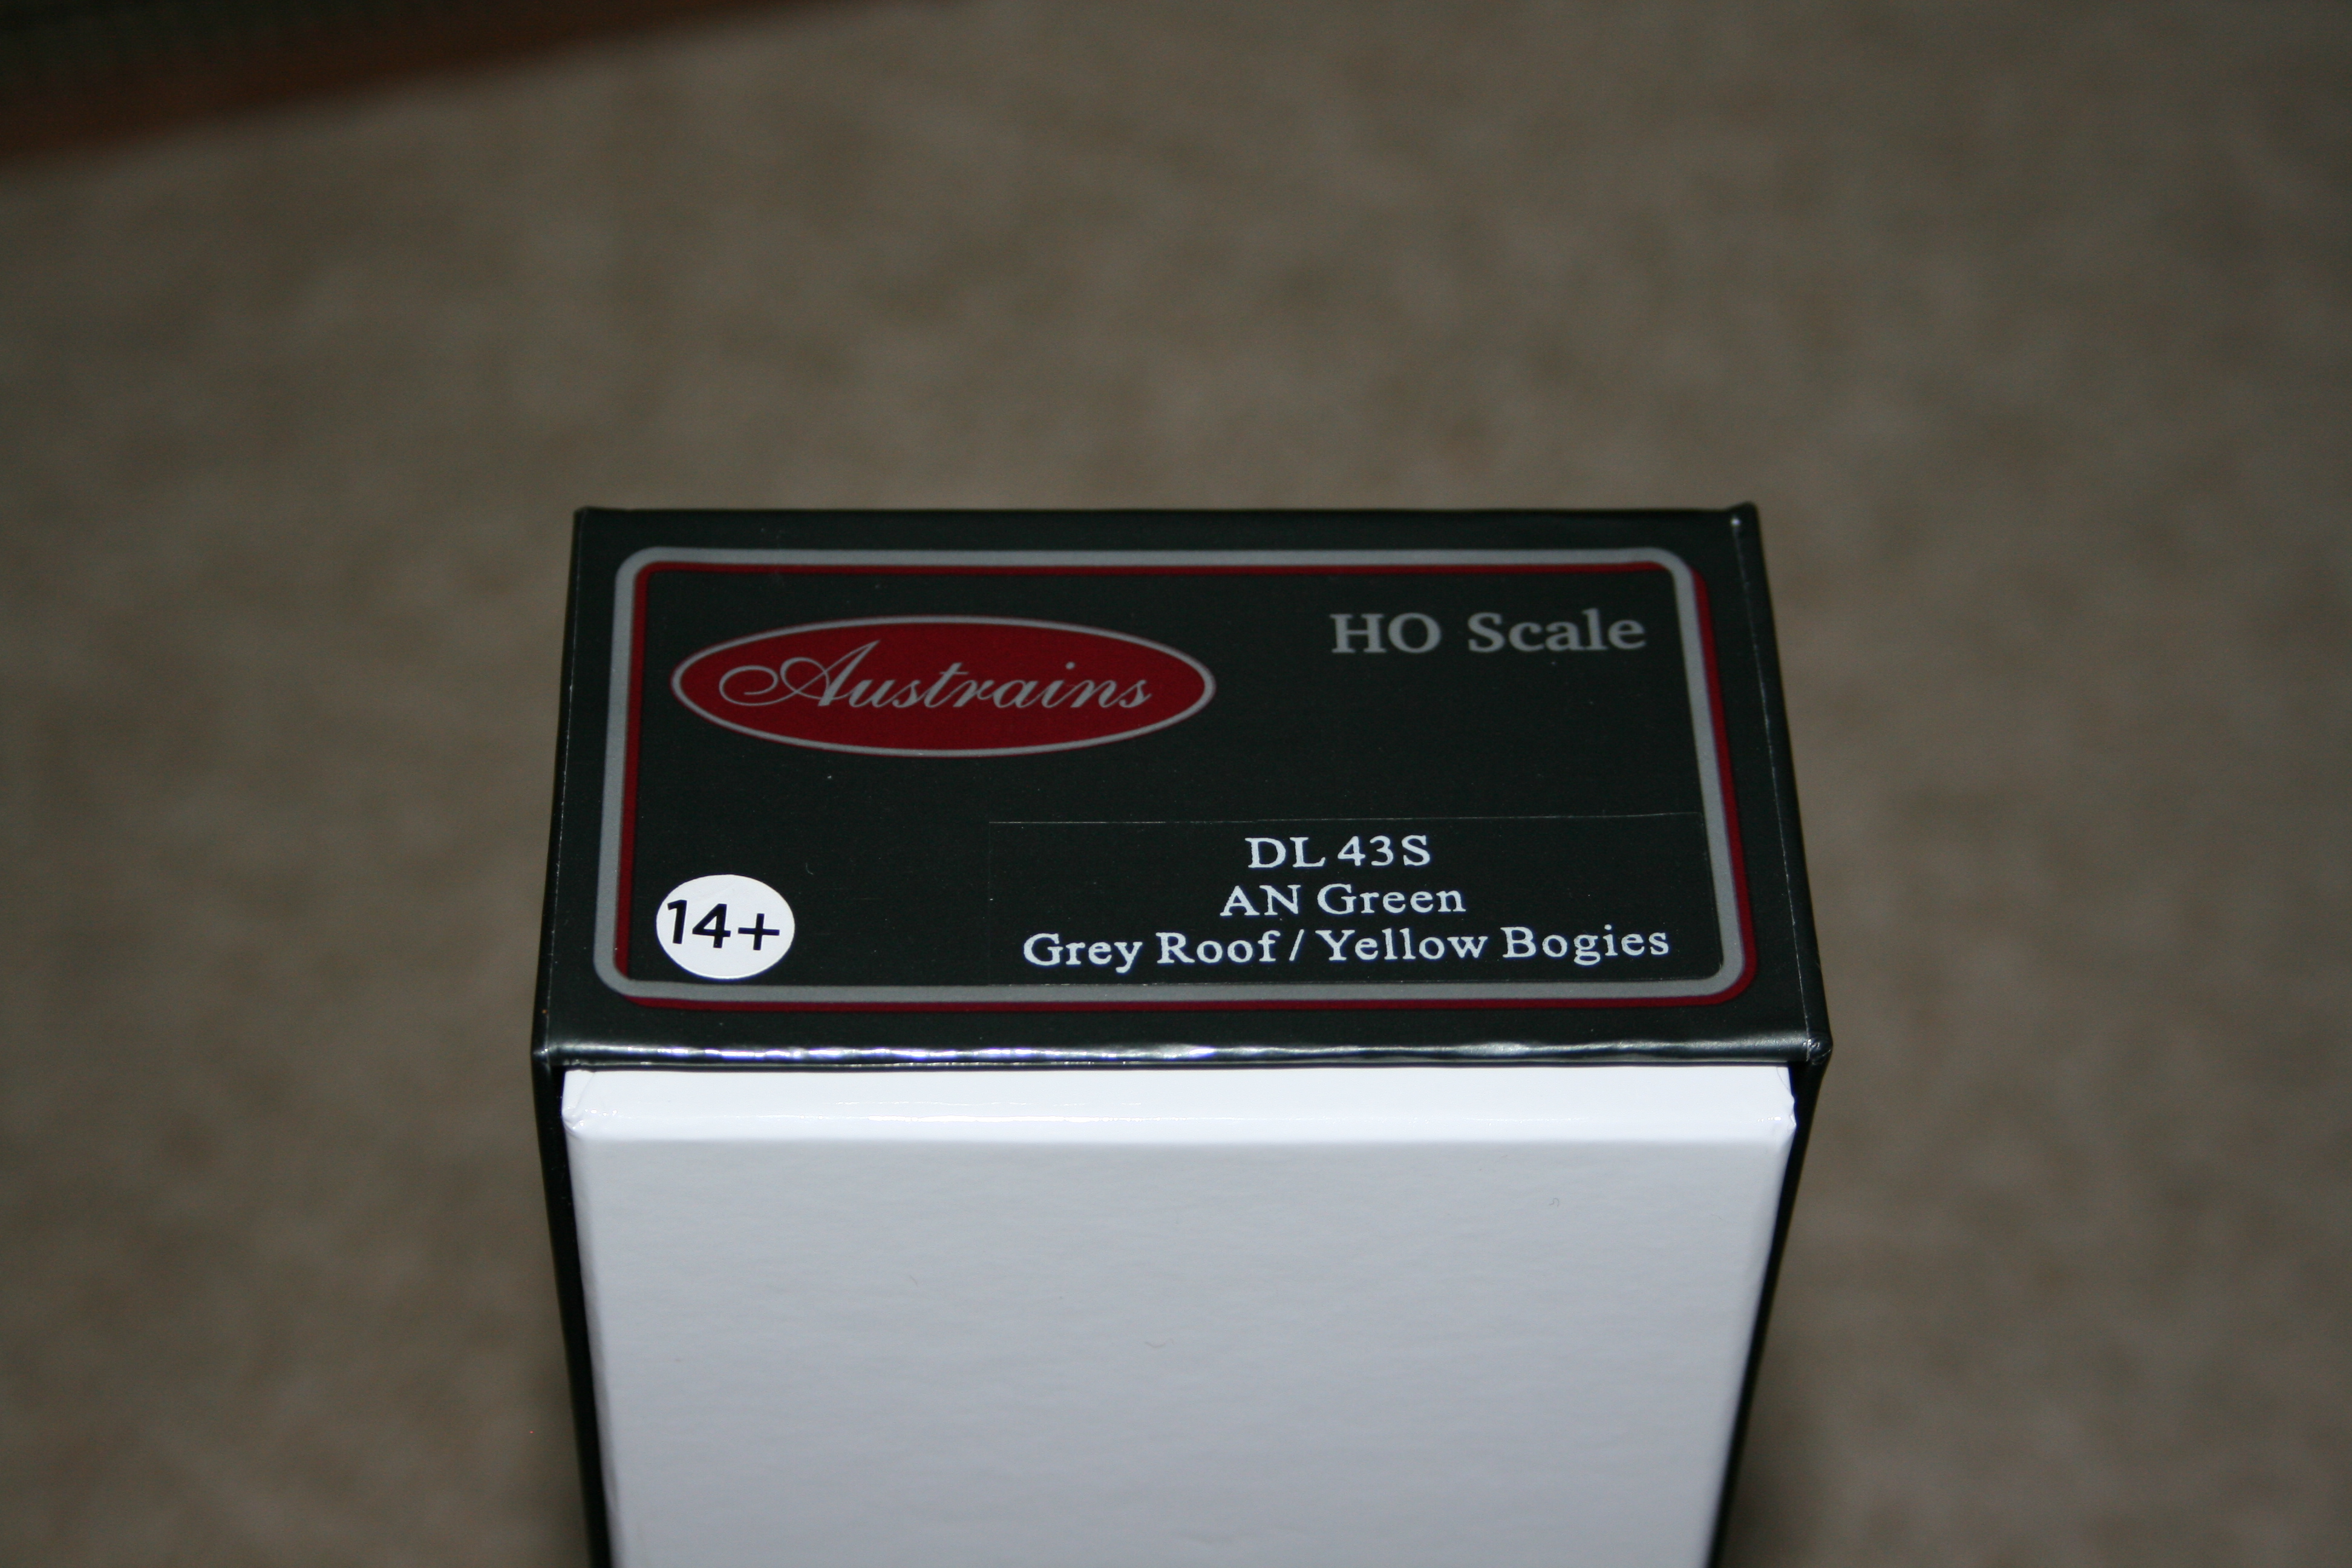 Austrains
HO Scale
DL 43S
AN Green
Grey Roof / Yellow Bogies
14+